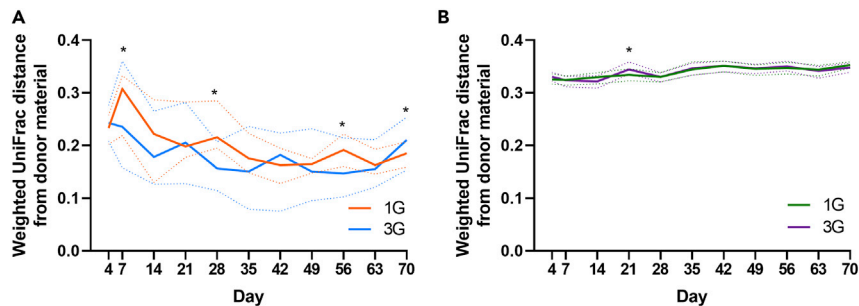 A
Weighted UniFrac distance
from donor material
0.4
0.3
0.2
0.1
0.0
*
*
*
*
1G
3G
4 7 14 21 28 35 42 49 56 63 70
Day
B
Weighted UniFrac distance
from donor material
0.4
0.3
0.2
0.1
0.0
*
1G
3G
4 7 14 21 28 35 42 49 56 63 70
Day